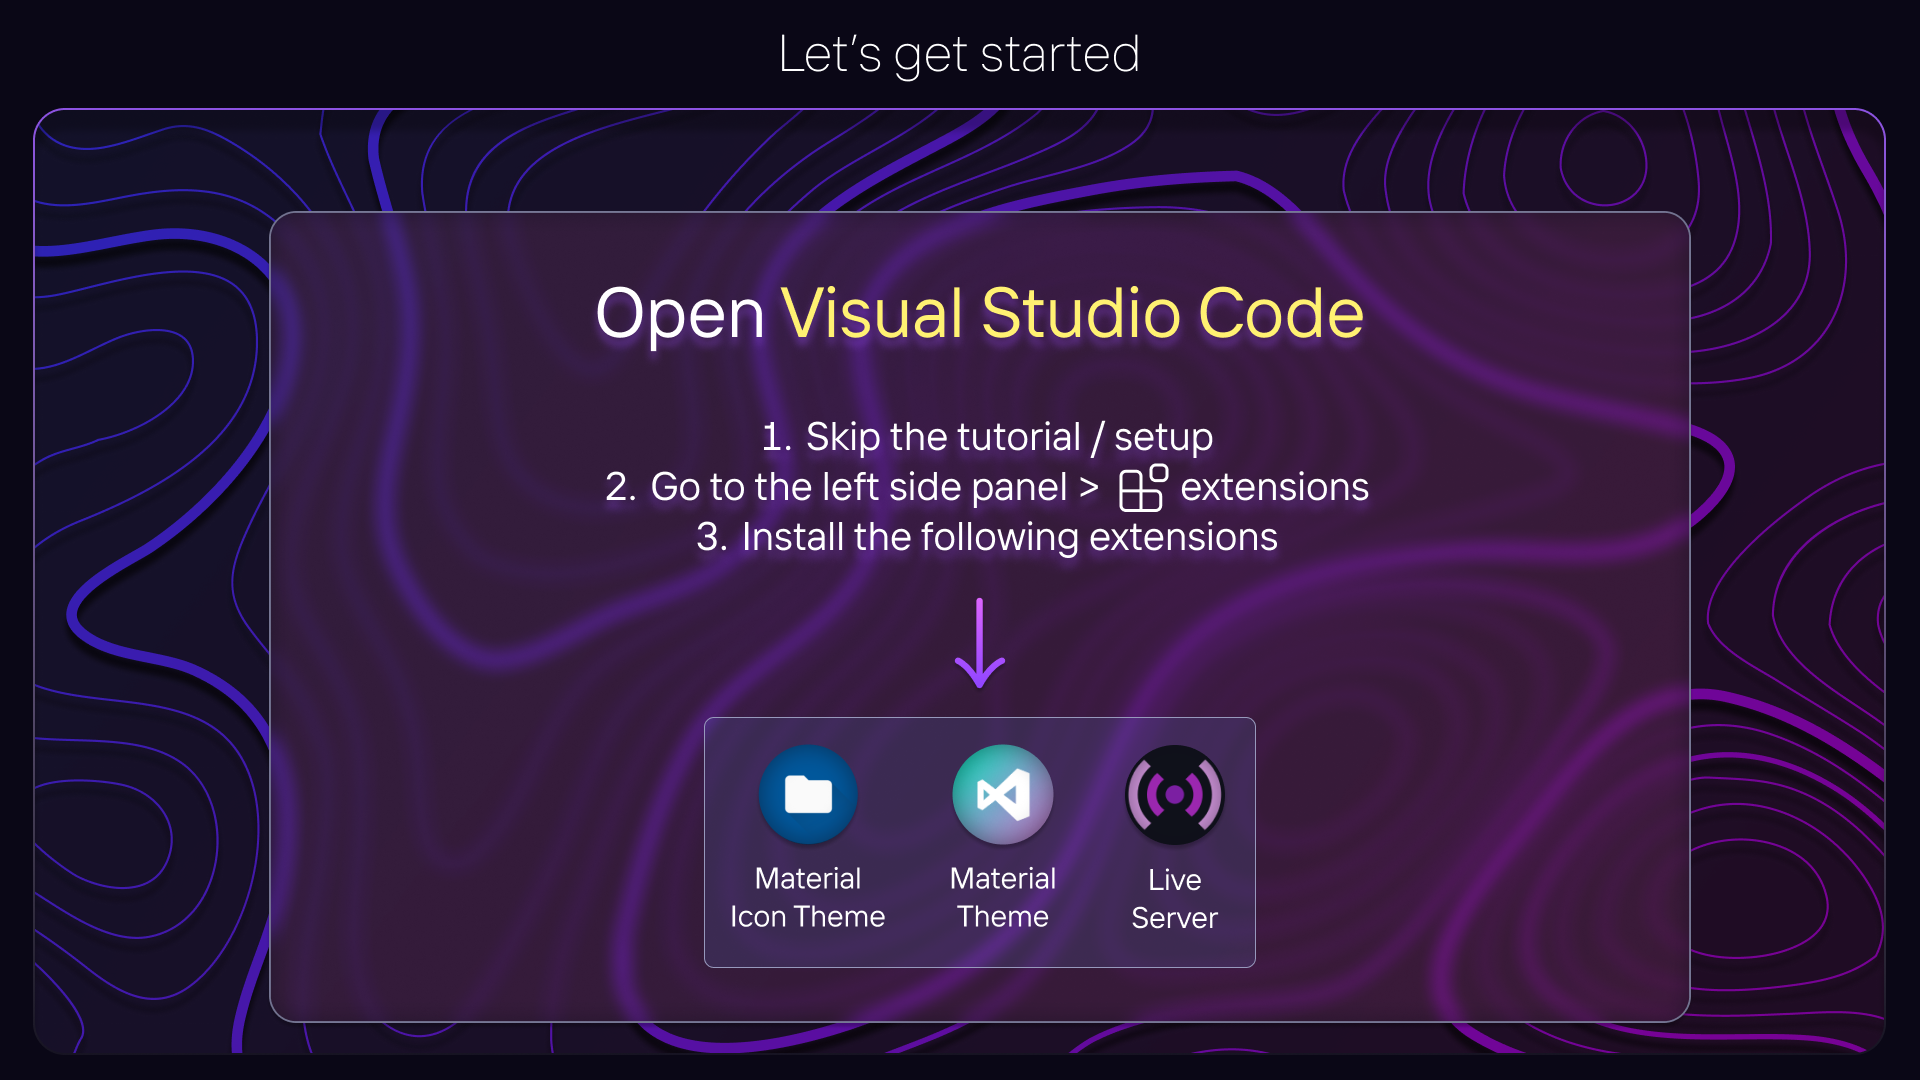 Let's get started
Open Visual Studio Code
1. Skip the tutorial / setup
2. Go to the left side panel > extensions
3. Install the following extensions
Material
Icon Theme
Material
Theme
Live
Server